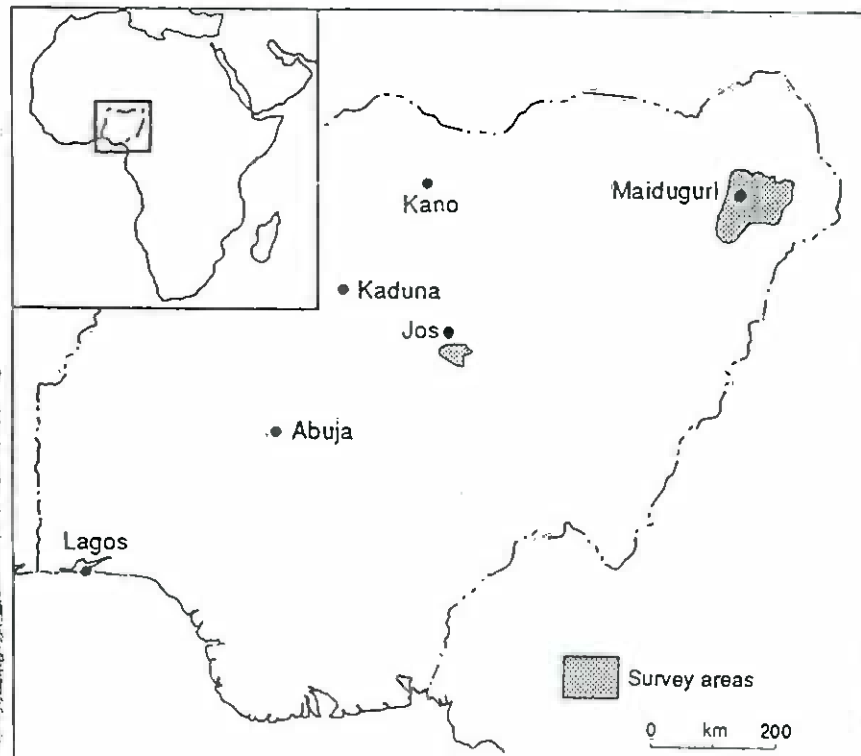 Kano
Maiduguri
Kaduna
Jos
Abuja
Lagos
Survey areas
0 km 200